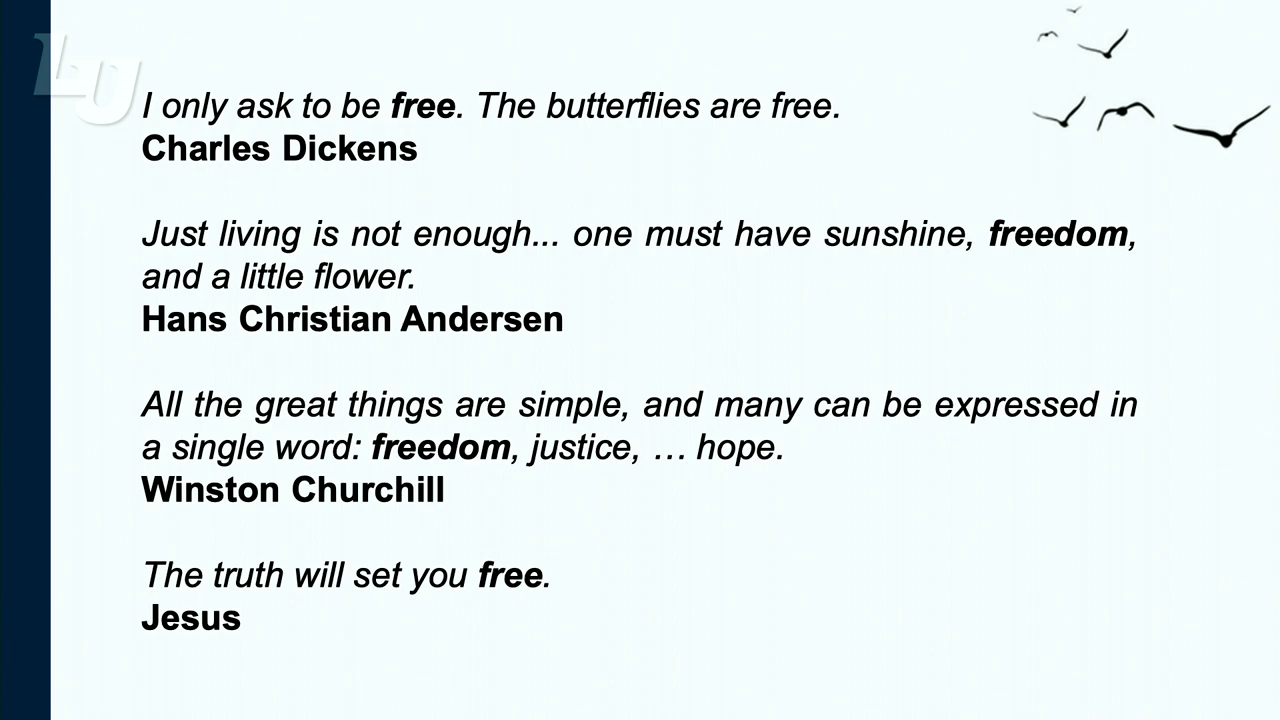 LU
I only ask to be free. The butterflies are free.
Charles Dickens
Just living is not enough... one must have sunshine, freedom,
and a little flower.
Hans Christian Andersen
All the great things are simple, and many can be expressed in
a single word: freedom, justice, … hope.
Winston Churchill
The truth will set you free.
Jesus